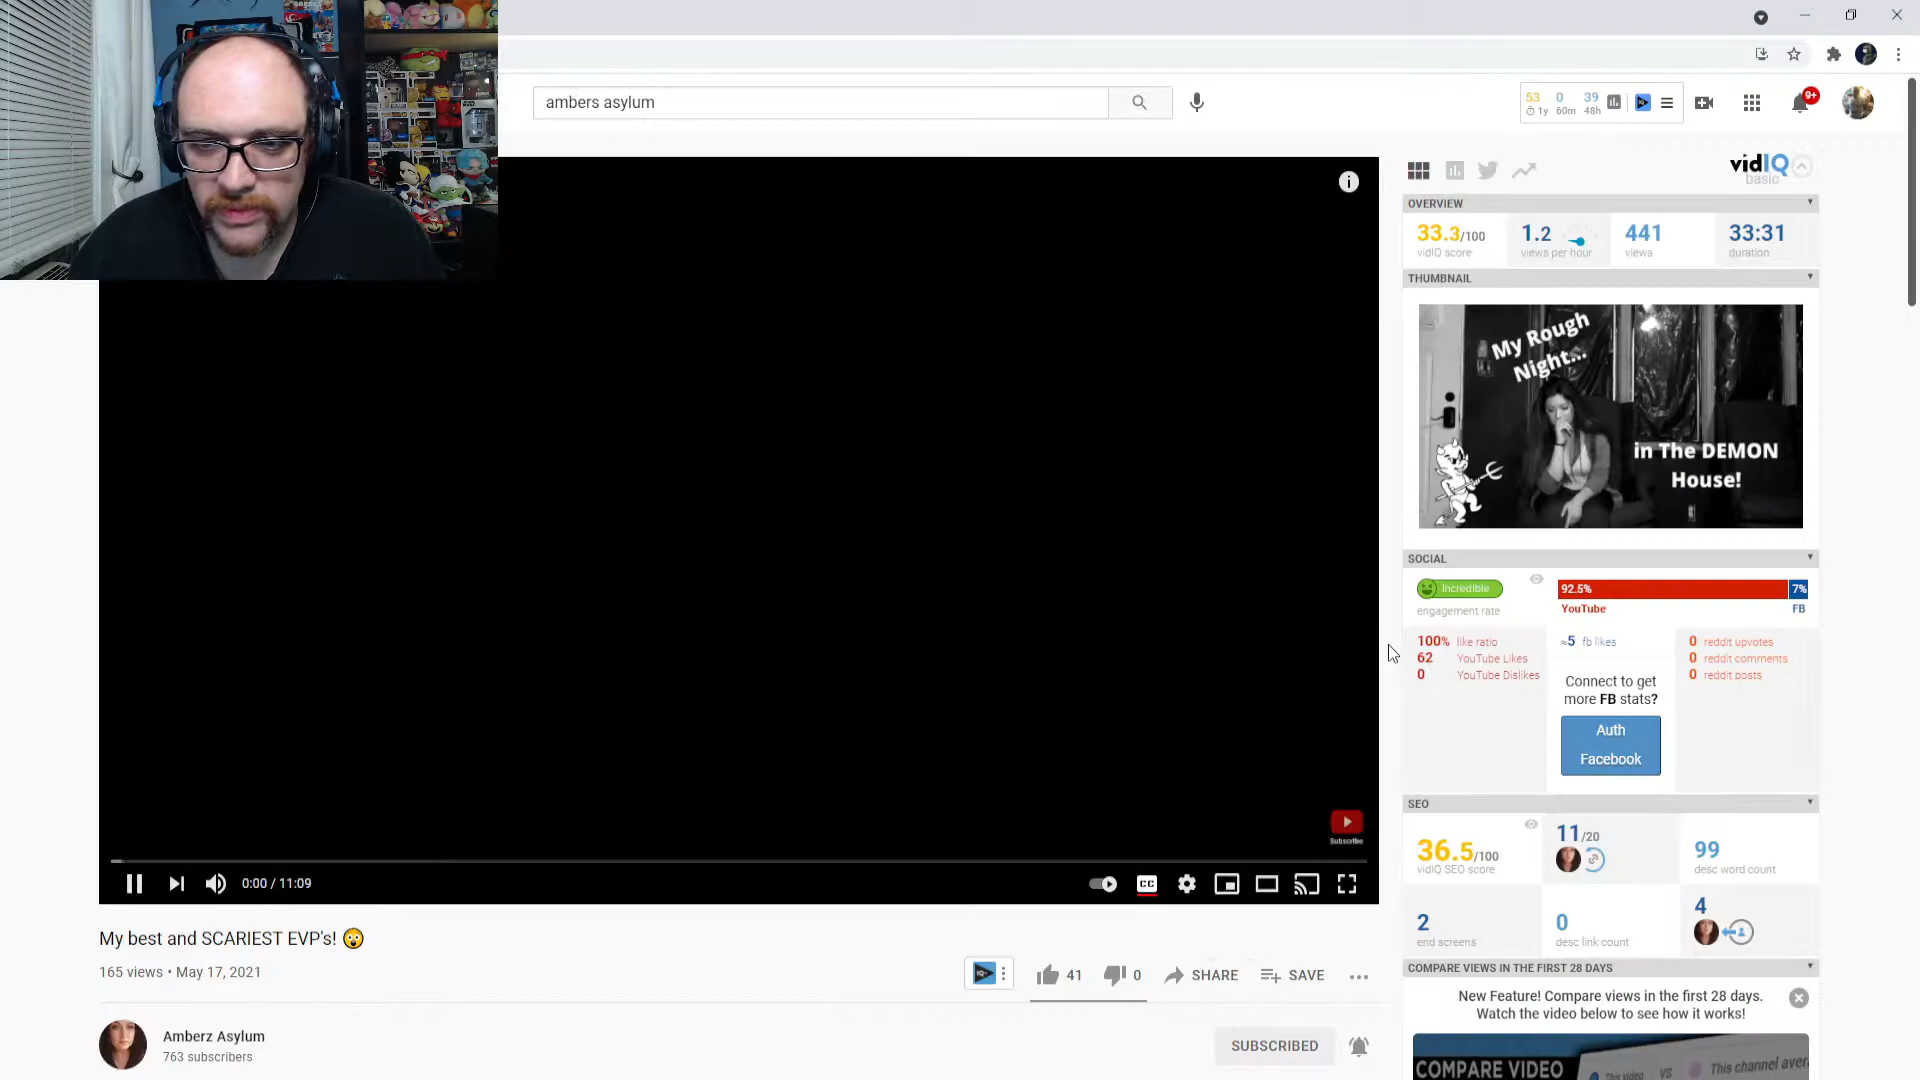 ambers asylum
53 0 39
1y 60m 48h
9+
vidIQ
basic
OVERVIEW
33.3/100
vidIQ score
1.2
views per hour
441
views
33:31
duration
THUMBNAIL
My Rough
Night...
in The DEMON
House!
SOCIAL
Incredible
engagement rate
92.5% 7%
YouTube FB
100% like ratio
62 YouTube Likes
0 YouTube Dislikes
≈5 fb likes
Connect to get
more FB stats?
Auth
Facebook
0 reddit upvotes
0 reddit comments
0 reddit posts
SEO
36.5/100
vidIQ SEO score
11/20
99
desc word count
2
end screens
0
desc link count
4
COMPARE VIEWS IN THE FIRST 28 DAYS
New Feature! Compare views in the first 28 days.
Watch the video below to see how it works!
COMPARE VIDEO
This video VS This channel aver
Subscribe
0:00 / 11:09
CC
My best and SCARIEST EVP's! 😲
165 views • May 17, 2021
41 0 SHARE SAVE
Amberz Asylum
763 subscribers
SUBSCRIBED